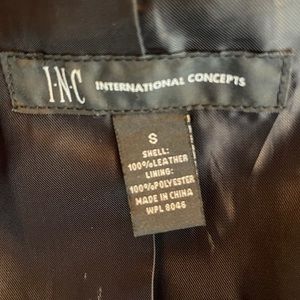 I·N·C INTERNATIONAL CONCEPTS
S
SHELL:
100%LEATHER
LINING:
100%POLYESTER
MADE IN CHINA
WPL 8046